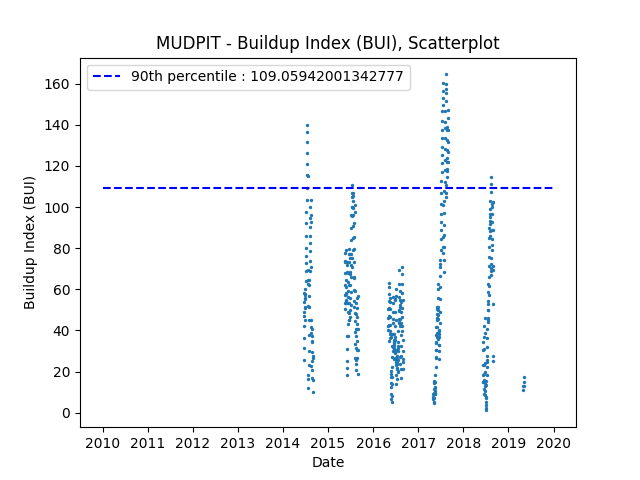 MUDPIT - Buildup Index (BUI), Scatterplot
90th percentile : 109.05942001342777
Buildup Index (BUI)
160
140
120
100
80
60
40
20
0
2010 2011 2012 2013 2014 2015 2016 2017 2018 2019 2020
Date